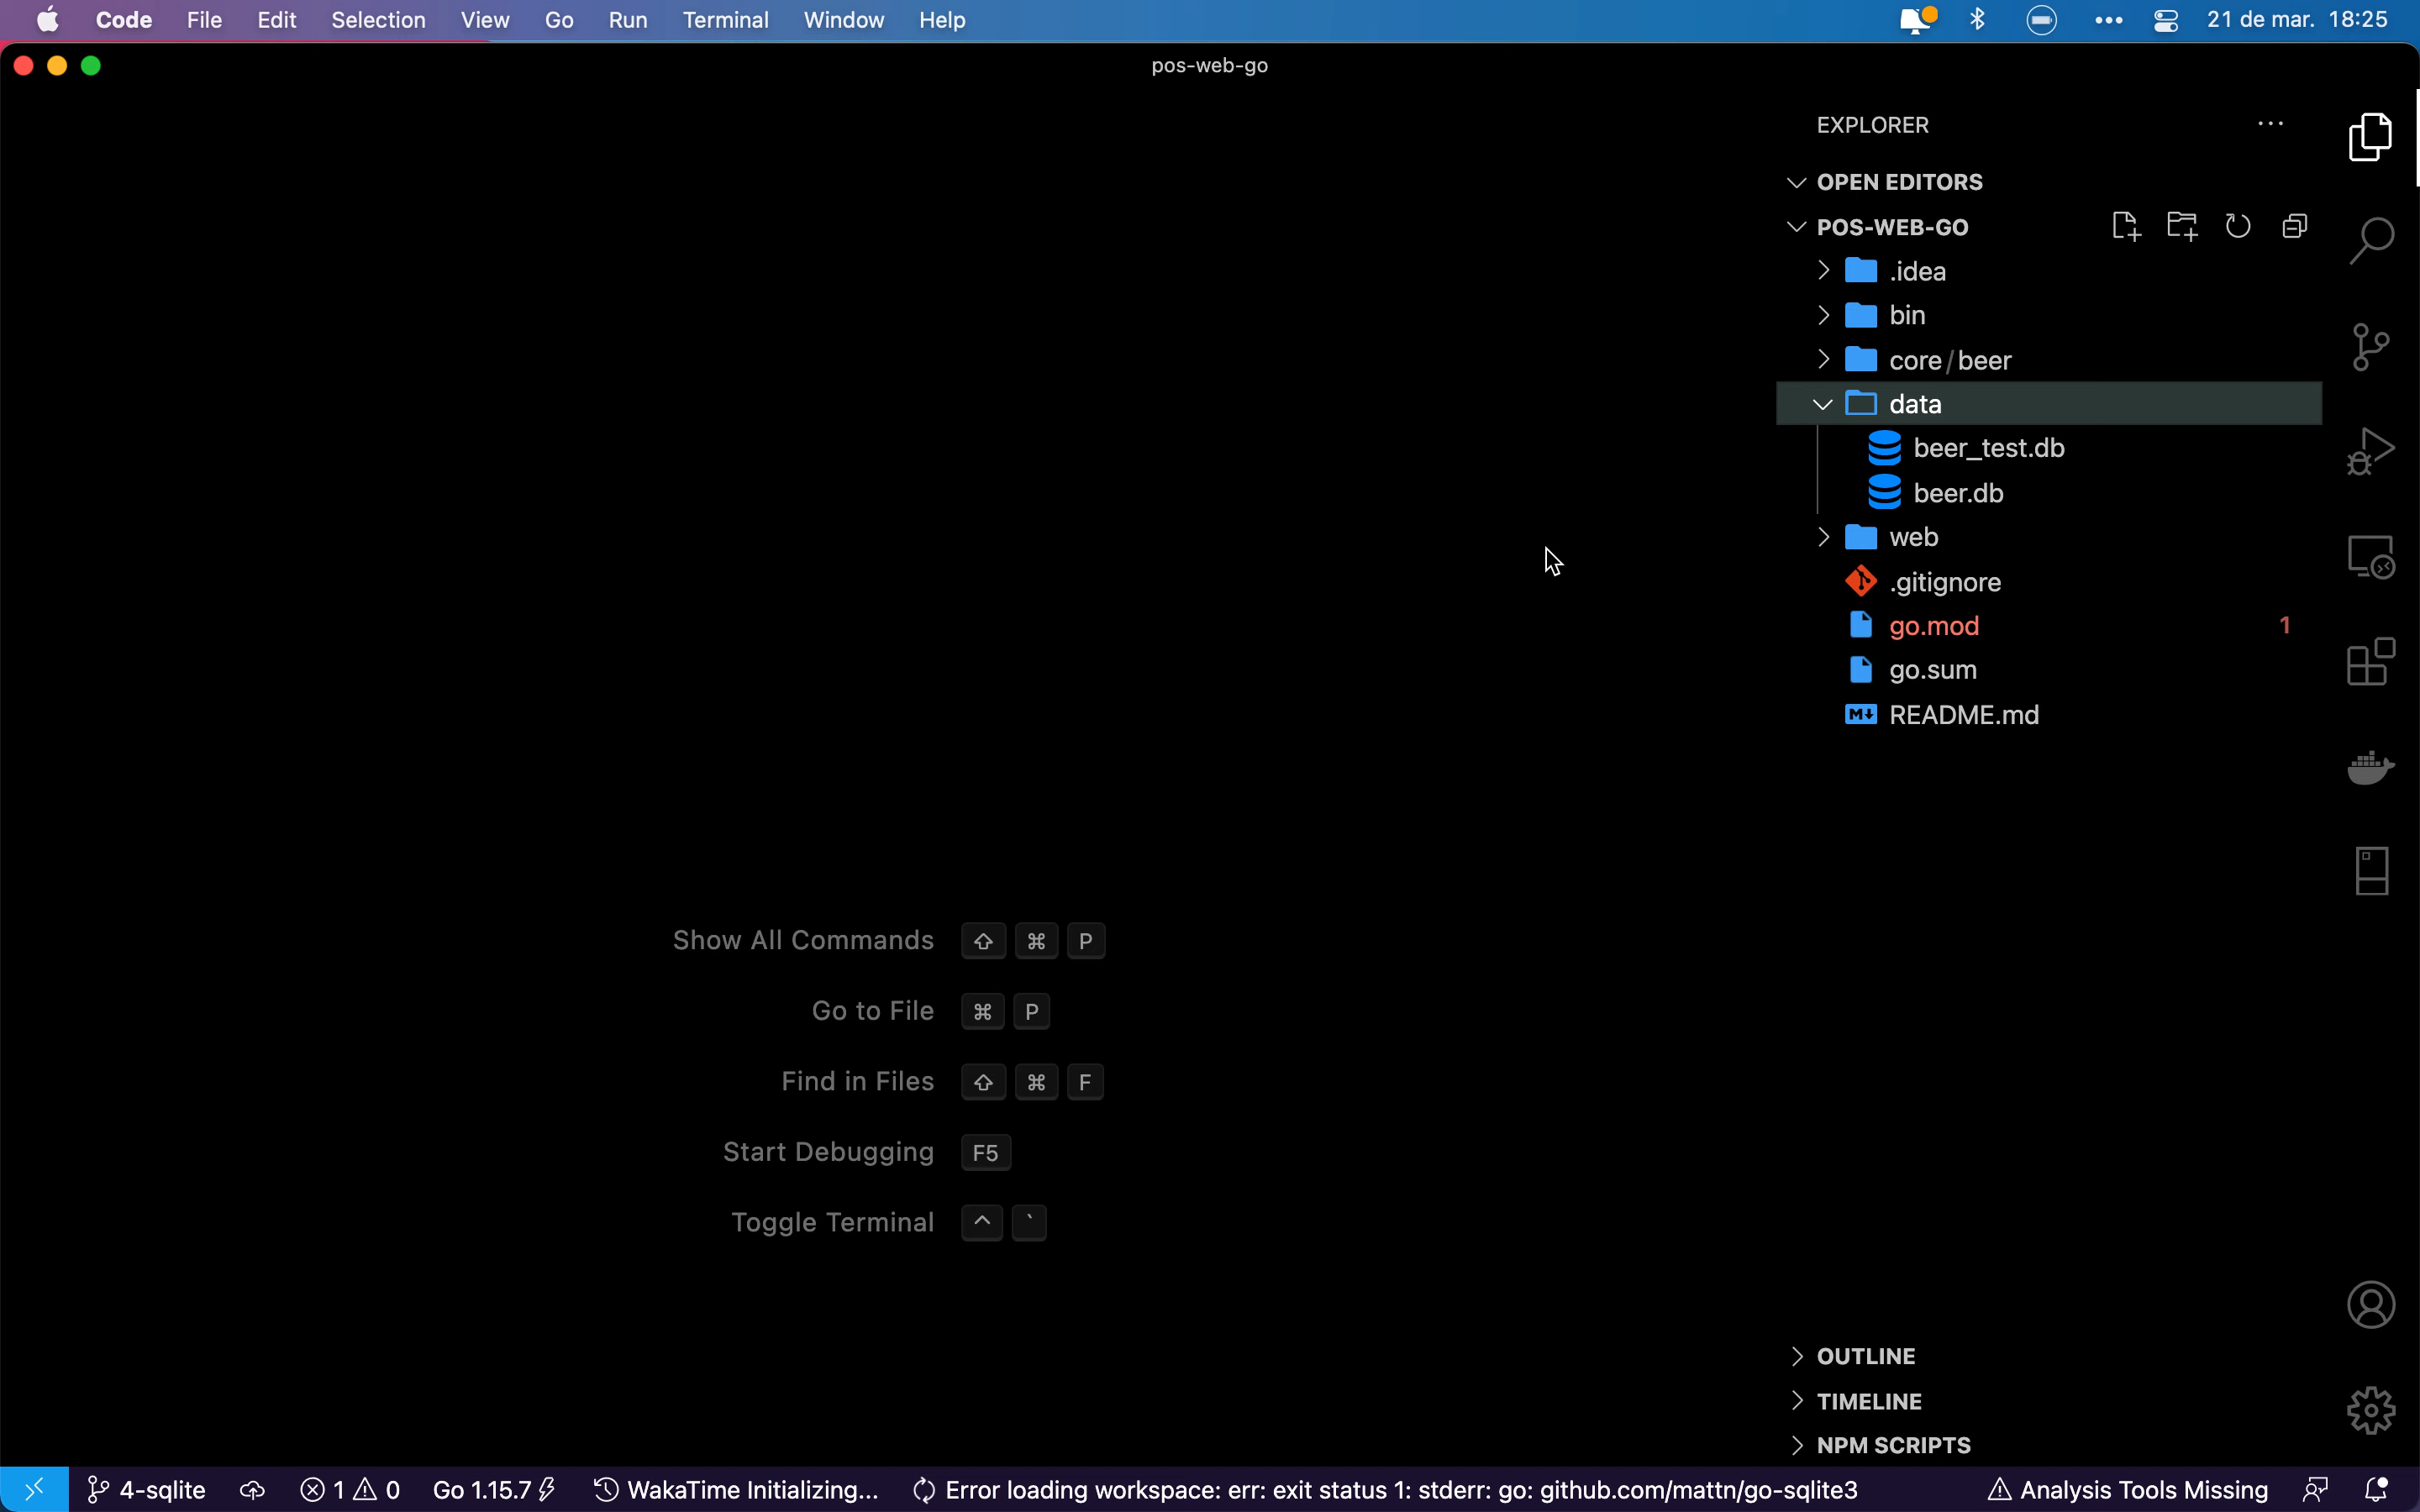 Code File Edit Selection View Go Run Terminal Window Help 21 de mar. 18:25
pos-web-go
EXPLORER
OPEN EDITORS
POS-WEB-GO
.idea
bin
core/beer
data
beer_test.db
beer.db
web
.gitignore
go.mod 1
go.sum
README.md
Show All Commands ⇧ ⌘ P
Go to File ⌘ P
Find in Files ⇧ ⌘ F
Start Debugging F5
Toggle Terminal ^ `
OUTLINE
TIMELINE
NPM SCRIPTS
4-sqlite 1 0 Go 1.15.7 WakaTime Initializing... Error loading workspace: err: exit status 1: stderr: go: github.com/mattn/go-sqlite3 Analysis Tools Missing